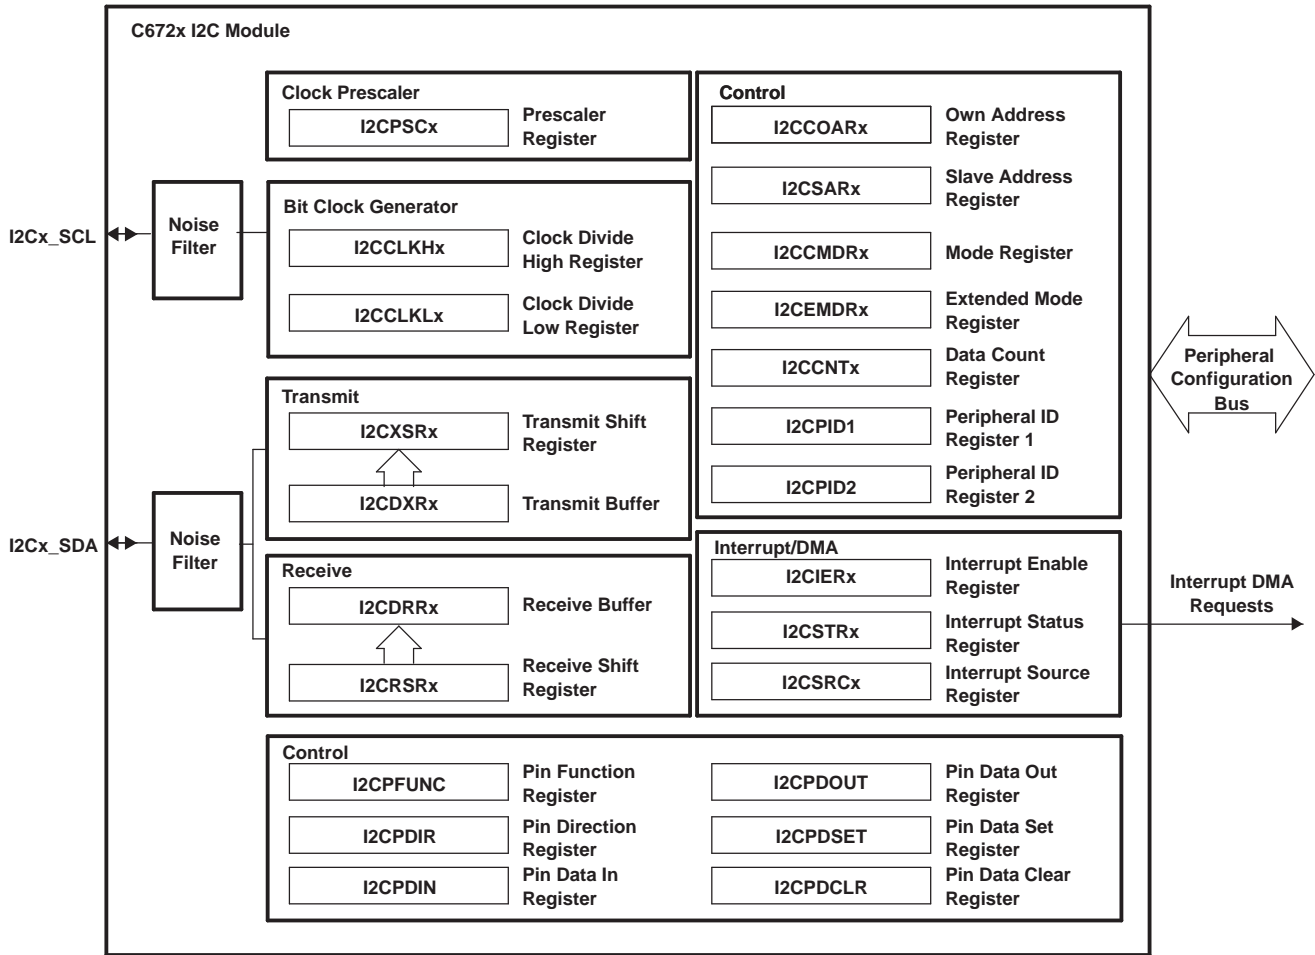 C672x I2C Module
Clock Prescaler
I2CPSCx
Prescaler
Register
Control
I2CCOARx
Own Address
Register
I2CSARx
Slave Address
Register
I2CCMDRx
Mode Register
I2CEMDRx
Extended Mode
Register
I2CCNTx
Data Count
Register
I2CPID1
Peripheral ID
Register 1
I2CPID2
Peripheral ID
Register 2
I2Cx_SCL
Noise
Filter
Bit Clock Generator
I2CCLKHx
Clock Divide
High Register
I2CCLKLx
Clock Divide
Low Register
Peripheral
Configuration
Bus
Transmit
I2CXSRx
Transmit Shift
Register
I2CDXRx
Transmit Buffer
I2Cx_SDA
Noise
Filter
Receive
I2CDRRx
Receive Buffer
I2CRSRx
Receive Shift
Register
Interrupt/DMA
I2CIERx
Interrupt Enable
Register
I2CSTRx
Interrupt Status
Register
I2CSRCx
Interrupt Source
Register
Interrupt DMA
Requests
Control
I2CPFUNC
Pin Function
Register
I2CPDIR
Pin Direction
Register
I2CPDIN
Pin Data In
Register
I2CPDOUT
Pin Data Out
Register
I2CPDSET
Pin Data Set
Register
I2CPDCLR
Pin Data Clear
Register